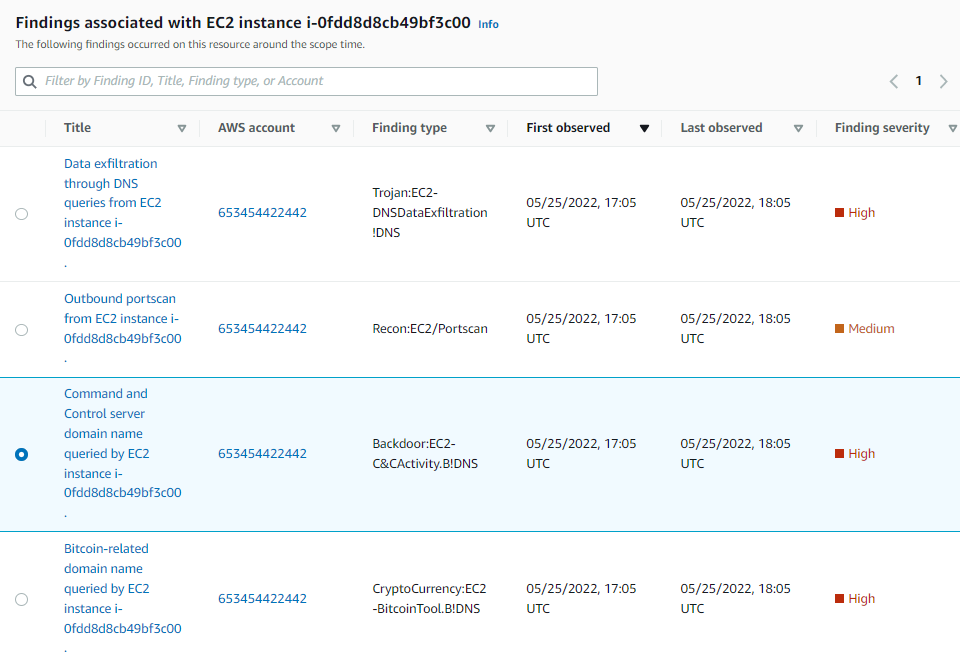 Findings associated with EC2 instance i-0fdd8d8cb49bf3c00 Info
The following findings occurred on this resource around the scope time.
Filter by Finding ID, Title, Finding type, or Account
1
Title AWS account Finding type First observed Last observed Finding severity
Data exfiltration
through DNS
queries from EC2
instance i-
0fdd8d8cb49bf3c00
.
653454422442
Trojan:EC2-
DNSDataExfiltration
!DNS
05/25/2022, 17:05
UTC
05/25/2022, 18:05
UTC
High
Outbound portscan
from EC2 instance i-
0fdd8d8cb49bf3c00
.
653454422442
Recon:EC2/Portscan
05/25/2022, 17:05
UTC
05/25/2022, 18:05
UTC
Medium
Command and
Control server
domain name
queried by EC2
instance i-
0fdd8d8cb49bf3c00
.
653454422442
Backdoor:EC2-
C&CActivity.B!DNS
05/25/2022, 17:05
UTC
05/25/2022, 18:05
UTC
High
Bitcoin-related
domain name
queried by EC2
instance i-
0fdd8d8cb49bf3c00
.
653454422442
CryptoCurrency:EC2
-BitcoinTool.B!DNS
05/25/2022, 17:05
UTC
05/25/2022, 18:05
UTC
High